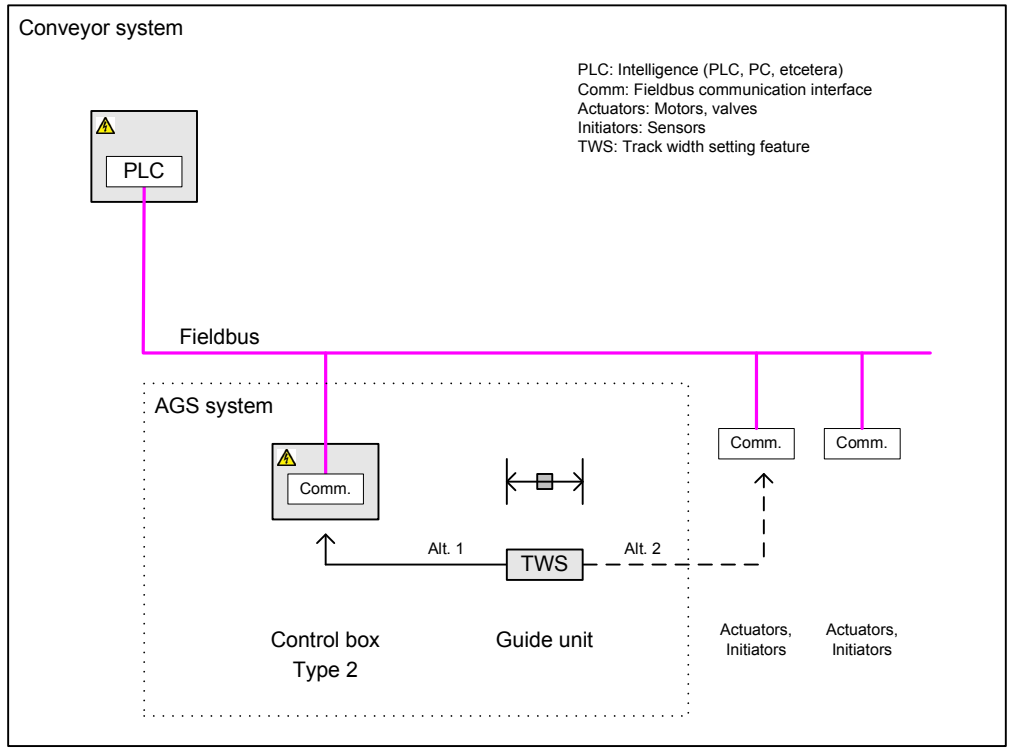 Conveyor system
PLC: Intelligence (PLC, PC, etcetera)
Comm: Fieldbus communication interface
Actuators: Motors, valves
Initiators: Sensors
TWS: Track width setting feature
PLC
Fieldbus
AGS system
Comm.
Comm.
Comm.
Alt. 1
TWS
Alt. 2
Control box
Type 2
Guide unit
Actuators,
Initiators
Actuators,
Initiators